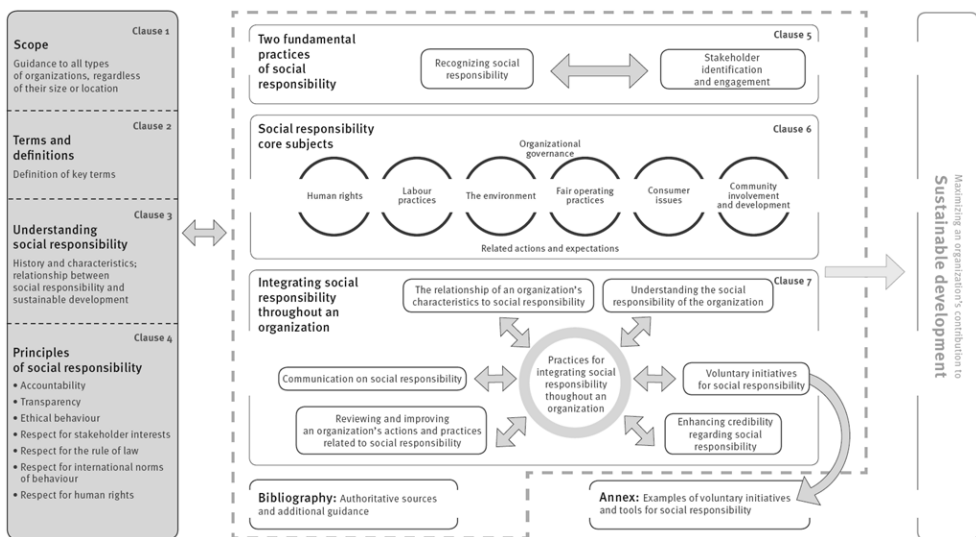 Clause 1
Scope
Guidance to all types
of organizations, regardless
of their size or location
Clause 2
Terms and
definitions
Definition of key terms
Clause 3
Understanding
social responsibility
History and characteristics;
relationship between
social responsibility and
sustainable development
Clause 4
Principles
of social responsibility
• Accountability
• Transparency
• Ethical behaviour
• Respect for stakeholder interests
• Respect for the rule of law
• Respect for international norms
of behaviour
• Respect for human rights
Two fundamental
practices
of social
responsibility
Clause 5
Recognizing social
responsibility
Stakeholder
identification
and engagement
Social responsibility
core subjects
Clause 6
Organizational
governance
Human rights
Labour
practices
The environment
Fair operating
practices
Consumer
issues
Community
involvement
and development
Related actions and expectations
Integrating social
responsibility
throughout an
organization
Clause 7
The relationship of an organization's
characteristics to social responsibility
Understanding the social
responsibility of the organization
Practices for
integrating social
responsibility
thoughout an
organization
Communication on social responsibility
Voluntary initiatives
for social responsibility
Reviewing and improving
an organization's actions and practices
related to social responsibility
Enhancing credibility
regarding social
responsibility
Bibliography: Authoritative sources
and additional guidance
Annex: Examples of voluntary initiatives
and tools for social responsibility
Maximizing an organization's contribution to
Sustainable development